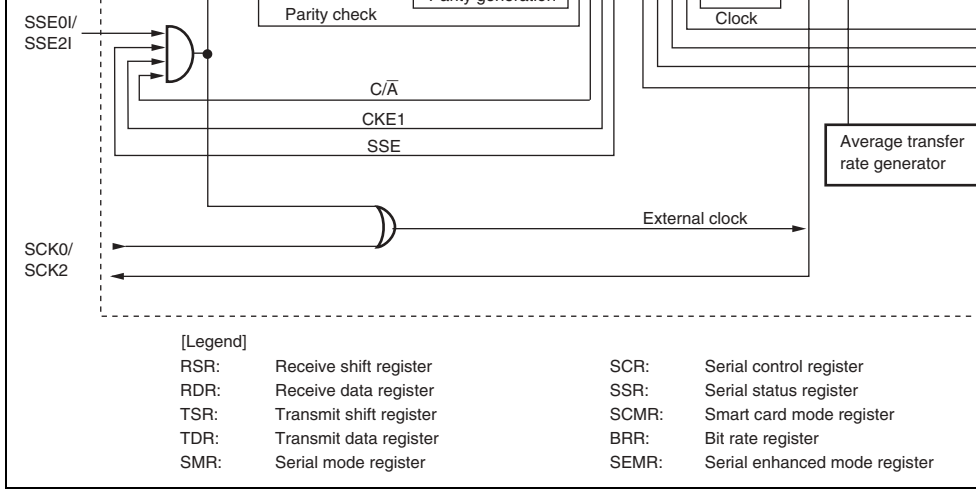 Parity generation
Parity check
Clock
SSE0I/
SSE2I
C/A̅
CKE1
SSE
Average transfer
rate generator
External clock
SCK0/
SCK2
[Legend]
RSR: Receive shift register
RDR: Receive data register
TSR: Transmit shift register
TDR: Transmit data register
SMR: Serial mode register
SCR: Serial control register
SSR: Serial status register
SCMR: Smart card mode register
BRR: Bit rate register
SEMR: Serial enhanced mode register